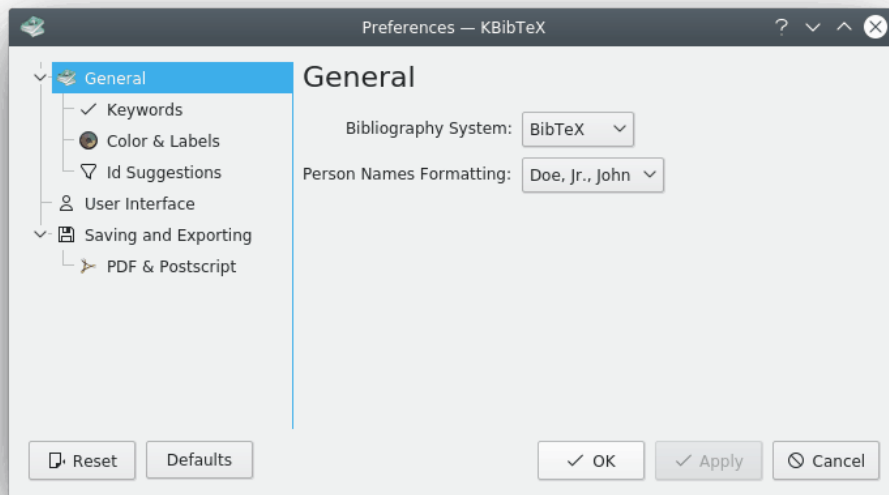 Preferences — KBibTeX
General
Keywords
Color & Labels
Id Suggestions
User Interface
Saving and Exporting
PDF & Postscript
General
Bibliography System: BibTeX
Person Names Formatting: Doe, Jr., John
Reset Defaults OK Apply Cancel